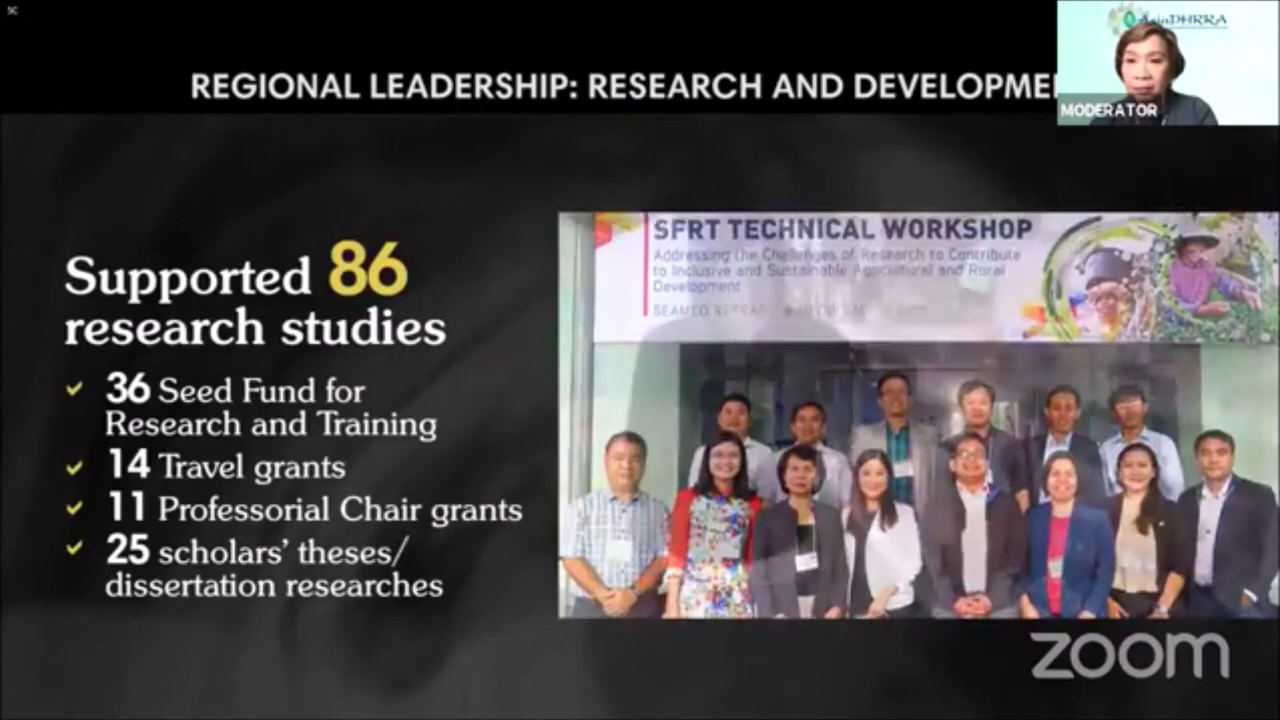 SC
AsiaDHRRA
REGIONAL LEADERSHIP: RESEARCH AND DEVELOPME
MODERATOR
Supported 86
research studies
36 Seed Fund for
Research and Training
14 Travel grants
11 Professorial Chair grants
25 scholars’ theses/
dissertation researches
SFRT TECHNICAL WORKSHOP
Addressing the Challenges of Research to Contribute
to Inclusive and Sustainable Agricultural and Rural
Development
zoom